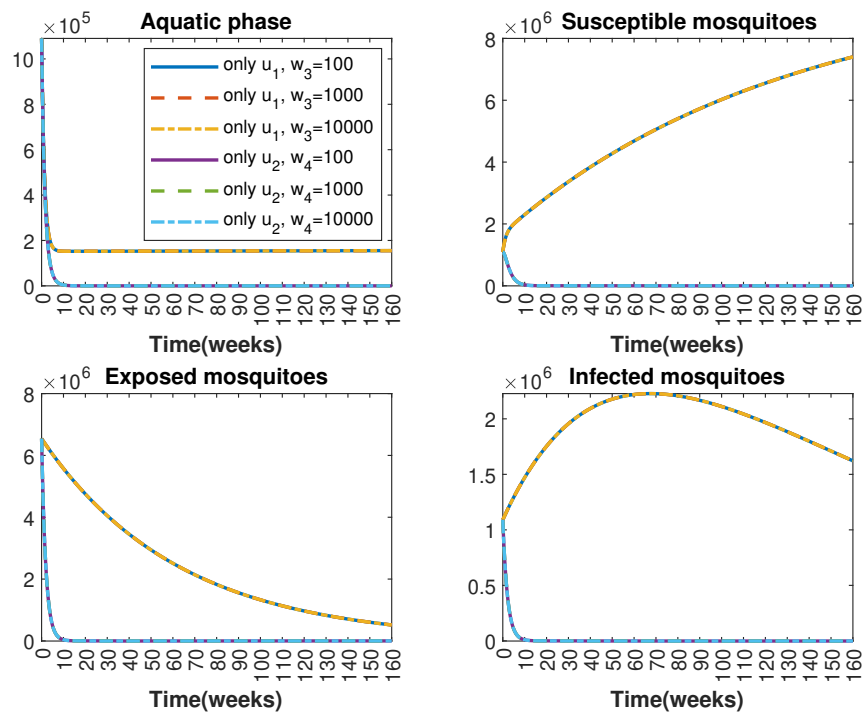 Aquatic phase
×10^5
10
8
6
4
2
0
0 10 20 30 40 50 60 70 80 90 100 110 120 130 140 150 160
Time(weeks)
only u_1, w_3=100
only u_1, w_3=1000
only u_1, w_3=10000
only u_2, w_4=100
only u_2, w_4=1000
only u_2, w_4=10000
Susceptible mosquitoes
×10^6
8
6
4
2
0
0 10 20 30 40 50 60 70 80 90 100 110 120 130 140 150 160
Time(weeks)
Exposed mosquitoes
×10^6
8
6
4
2
0
0 10 20 30 40 50 60 70 80 90 100 110 120 130 140 150 160
Time(weeks)
Infected mosquitoes
×10^6
2
1.5
1
0.5
0
0 10 20 30 40 50 60 70 80 90 100 110 120 130 140 150 160
Time(weeks)